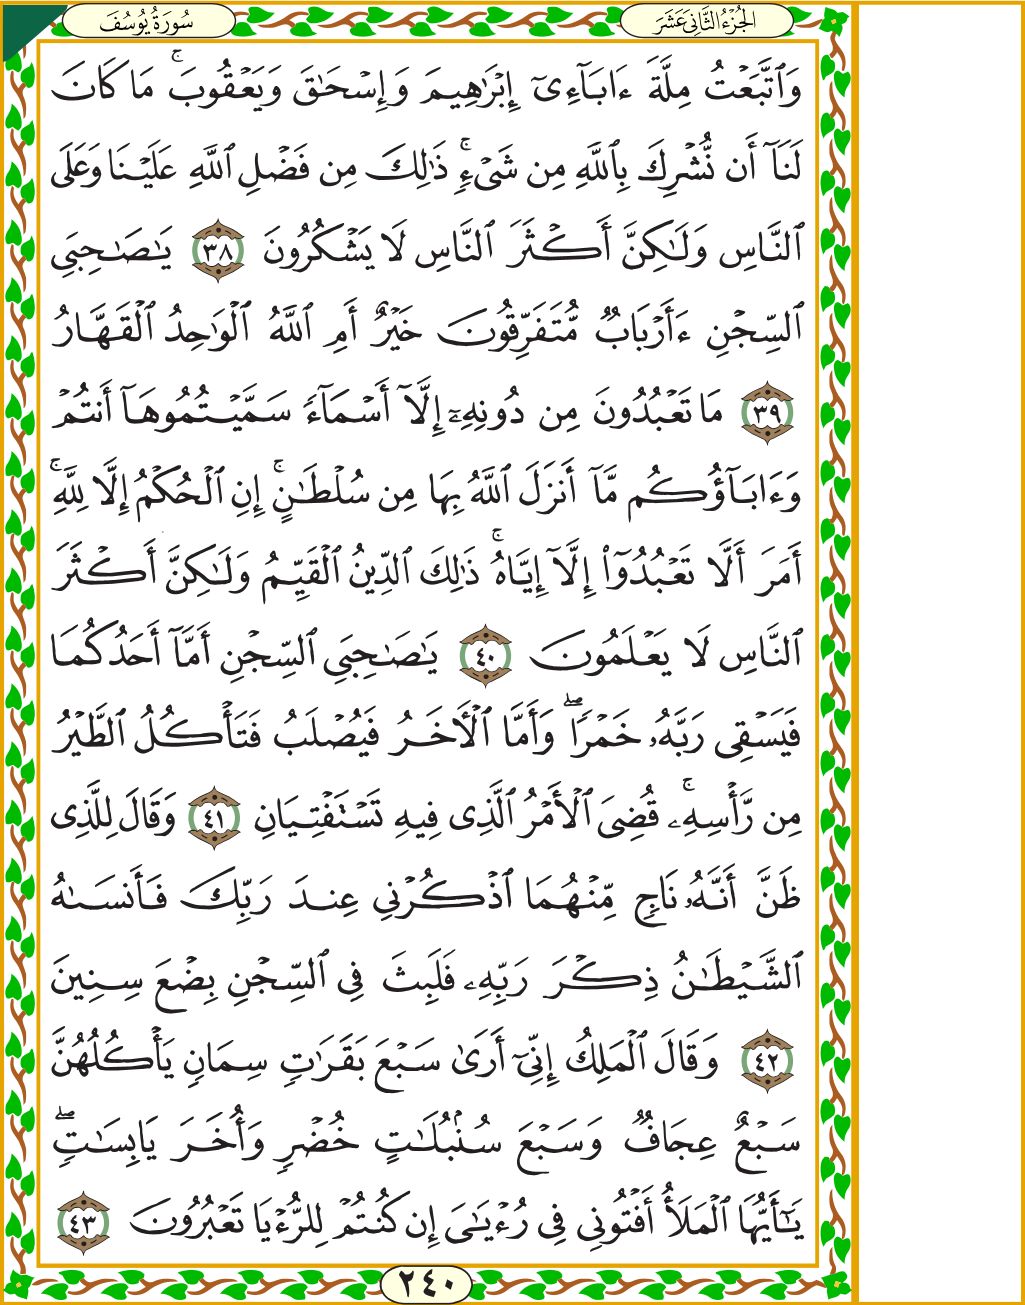 الجُزْءُ الثَّانِي عَشَرَ
سُورَةُ يُوسُفَ
وَٱتَّبَعْتُ مِلَّةَ ءَابَآءِىٓ إِبْرَٰهِيمَ وَإِسْحَٰقَ وَيَعْقُوبَ ۚ مَا كَانَ
لَنَآ أَن نُّشْرِكَ بِٱللَّهِ مِن شَىْءٍ ۚ ذَٰلِكَ مِن فَضْلِ ٱللَّهِ عَلَيْنَا وَعَلَى
ٱلنَّاسِ وَلَٰكِنَّ أَكْثَرَ ٱلنَّاسِ لَا يَشْكُرُونَ ٣٨ يَٰصَٰحِبَىِ
ٱلسِّجْنِ ءَأَرْبَابٌ مُّتَفَرِّقُونَ خَيْرٌ أَمِ ٱللَّهُ ٱلْوَٰحِدُ ٱلْقَهَّارُ
٣٩ مَا تَعْبُدُونَ مِن دُونِهِۦٓ إِلَّآ أَسْمَآءً سَمَّيْتُمُوهَآ أَنتُمْ
وَءَابَآؤُكُم مَّآ أَنزَلَ ٱللَّهُ بِهَا مِن سُلْطَٰنٍ ۚ إِنِ ٱلْحُكْمُ إِلَّا لِلَّهِ ۚ
أَمَرَ أَلَّا تَعْبُدُوٓا۟ إِلَّآ إِيَّاهُ ۚ ذَٰلِكَ ٱلدِّينُ ٱلْقَيِّمُ وَلَٰكِنَّ أَكْثَرَ
ٱلنَّاسِ لَا يَعْلَمُونَ ٤٠ يَٰصَٰحِبَىِ ٱلسِّجْنِ أَمَّآ أَحَدُكُمَا
فَيَسْقِى رَبَّهُۥ خَمْرًا ۖ وَأَمَّا ٱلْءَاخَرُ فَيُصْلَبُ فَتَأْكُلُ ٱلطَّيْرُ
مِن رَّأْسِهِۦ ۚ قُضِىَ ٱلْأَمْرُ ٱلَّذِى فِيهِ تَسْتَفْتِيَانِ ٤١ وَقَالَ لِلَّذِى
ظَنَّ أَنَّهُۥ نَاجٍ مِّنْهُمَا ٱذْكُرْنِى عِندَ رَبِّكَ فَأَنسَىٰهُ
ٱلشَّيْطَٰنُ ذِكْرَ رَبِّهِۦ فَلَبِثَ فِى ٱلسِّجْنِ بِضْعَ سِنِينَ
٤٢ وَقَالَ ٱلْمَلِكُ إِنِّىٓ أَرَىٰ سَبْعَ بَقَرَٰتٍ سِمَانٍ يَأْكُلُهُنَّ
سَبْعٌ عِجَافٌ وَسَبْعَ سُنۢبُلَٰتٍ خُضْرٍ وَأُخَرَ يَابِسَٰتٍ ۖ
يَٰٓأَيُّهَا ٱلْمَلَأُ أَفْتُونِى فِى رُءْيَٰىَ إِن كُنتُمْ لِلرُّءْيَا تَعْبُرُونَ ٤٣
٢٤٠